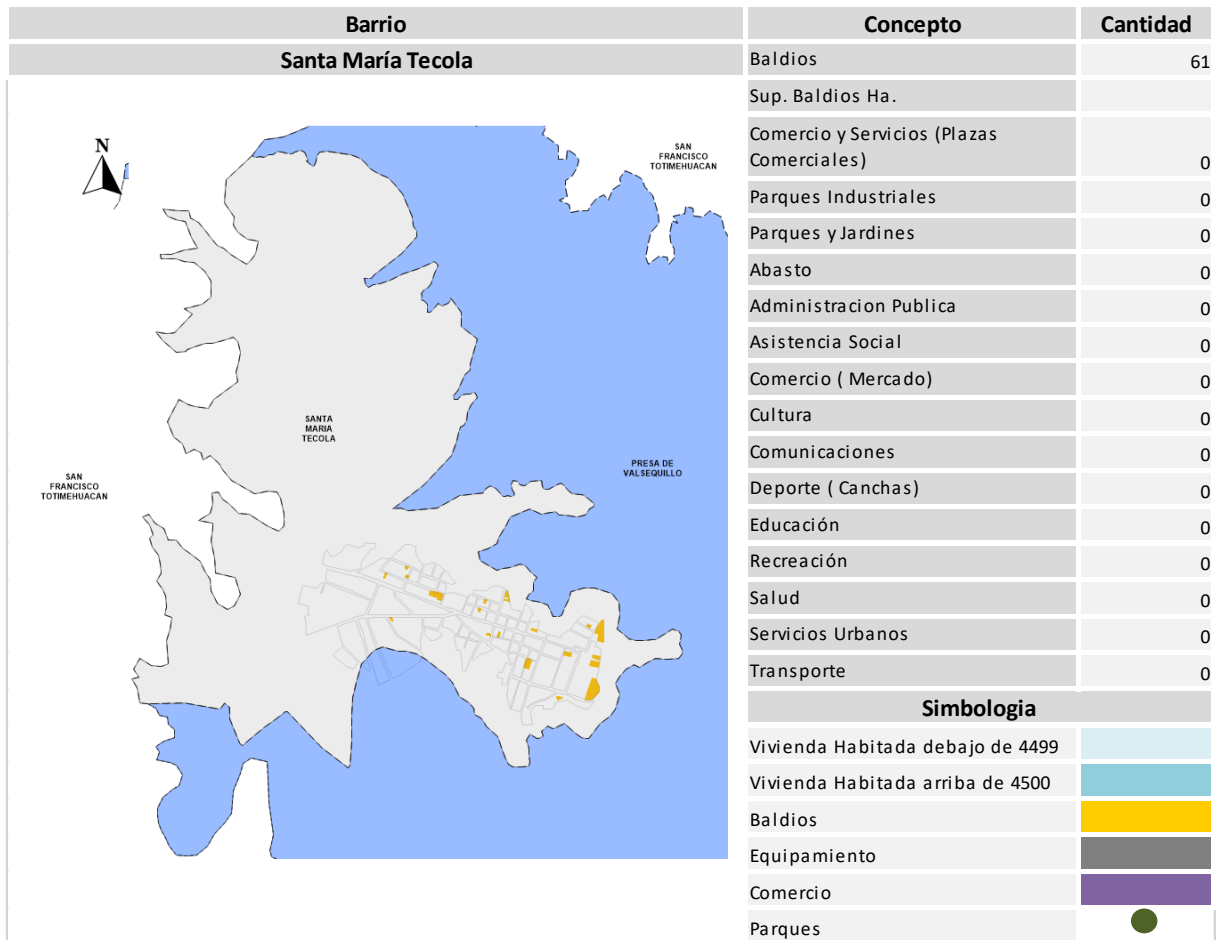 Barrio
Santa María Tecola
N
SAN
FRANCISCO
TOTIMEHUACAN
SANTA
MARIA
TECOLA
PRESA DE
VALSEQUILLO
SAN
FRANCISCO
TOTIMEHUACAN
Concepto Cantidad
Baldios 61
Sup. Baldios Ha.
Comercio y Servicios (Plazas
Comerciales) 0
Parques Industriales 0
Parques y Jardines 0
Abasto 0
Administracion Publica 0
Asistencia Social 0
Comercio ( Mercado) 0
Cultura 0
Comunicaciones 0
Deporte ( Canchas) 0
Educación 0
Recreación 0
Salud 0
Servicios Urbanos 0
Transporte 0
Simbologia
Vivienda Habitada debajo de 4499
Vivienda Habitada arriba de 4500
Baldios
Equipamiento
Comercio
Parques